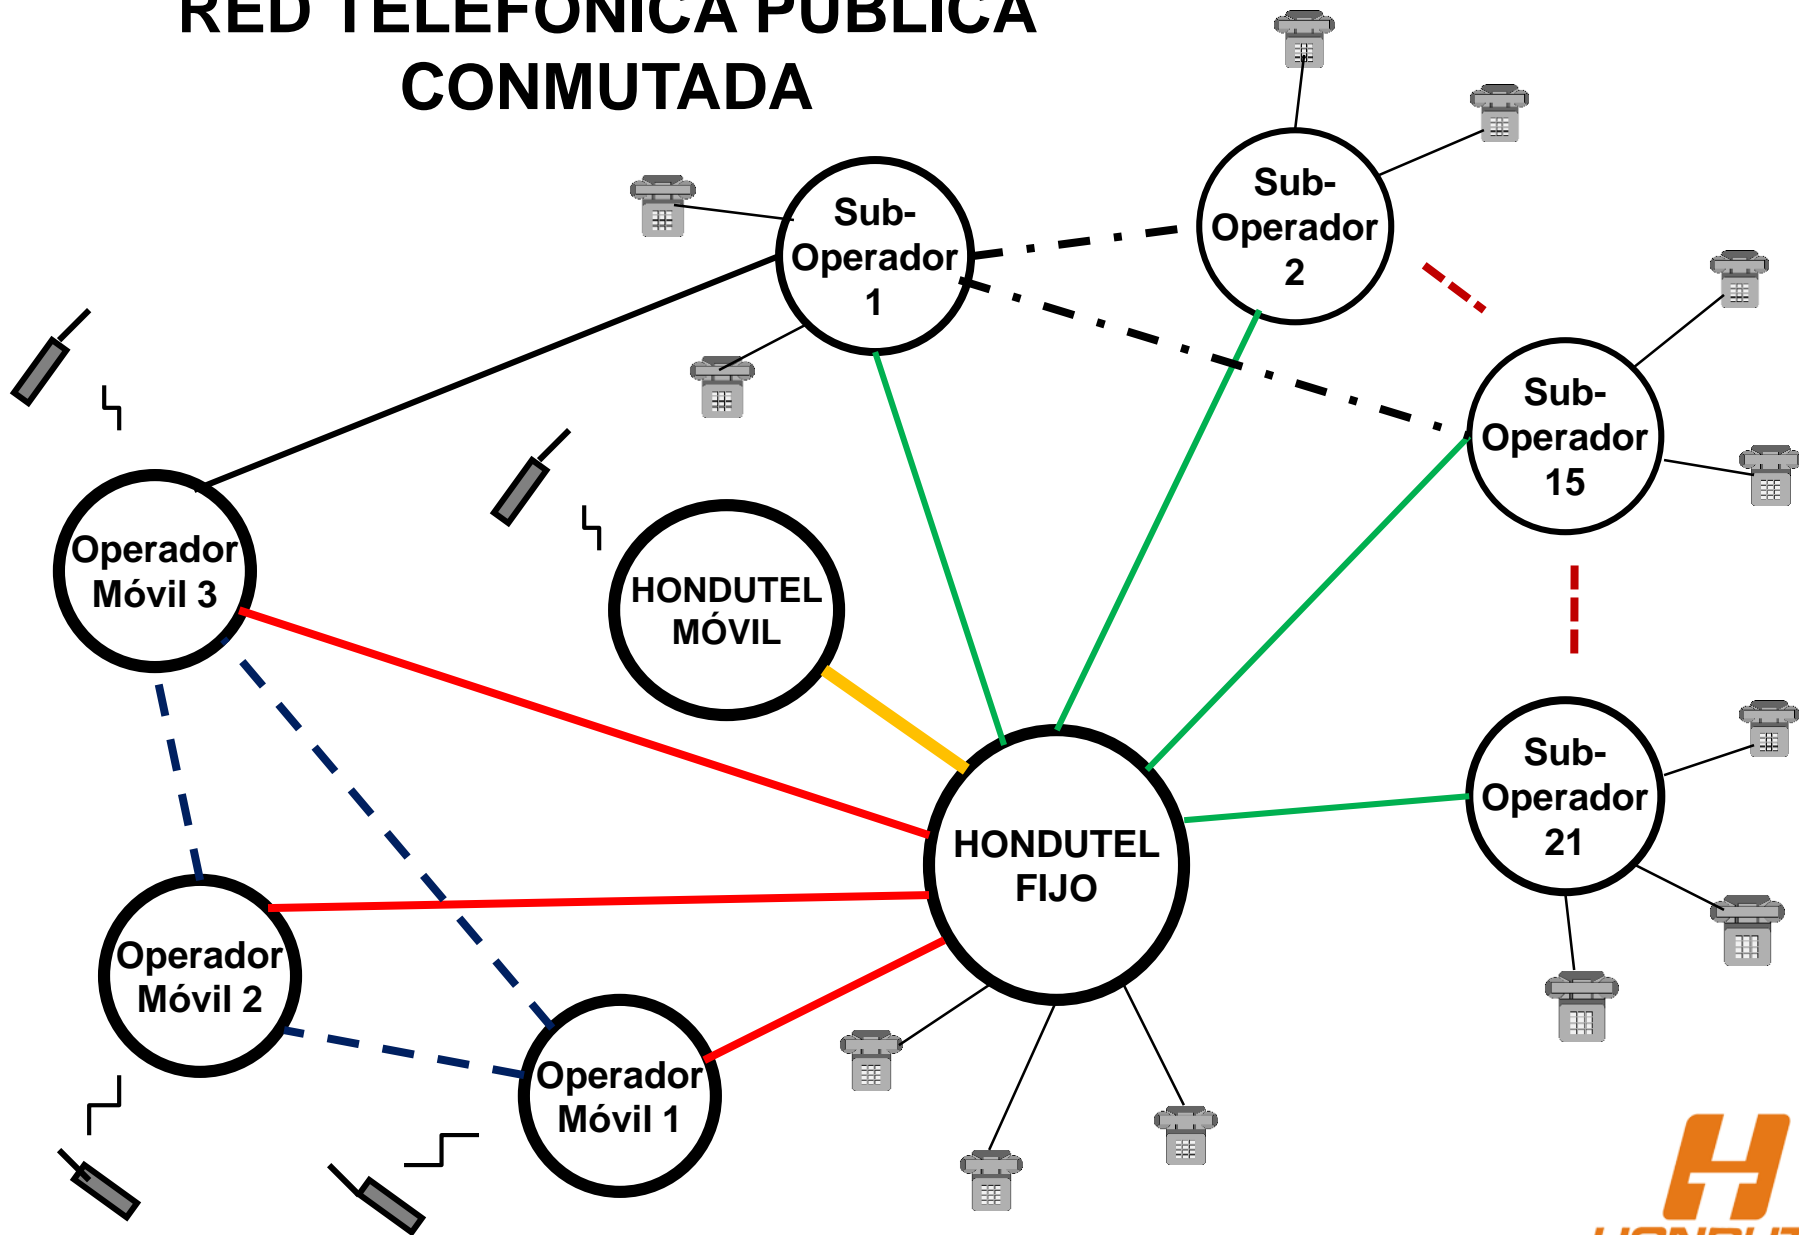 RED TELEFÓNICA PÚBLICA
CONMUTADA
Sub-
Operador
1
Sub-
Operador
2
Sub-
Operador
15
Operador
Móvil 3
HONDUTEL
MÓVIL
Sub-
Operador
21
HONDUTEL
FIJO
Operador
Móvil 2
Operador
Móvil 1